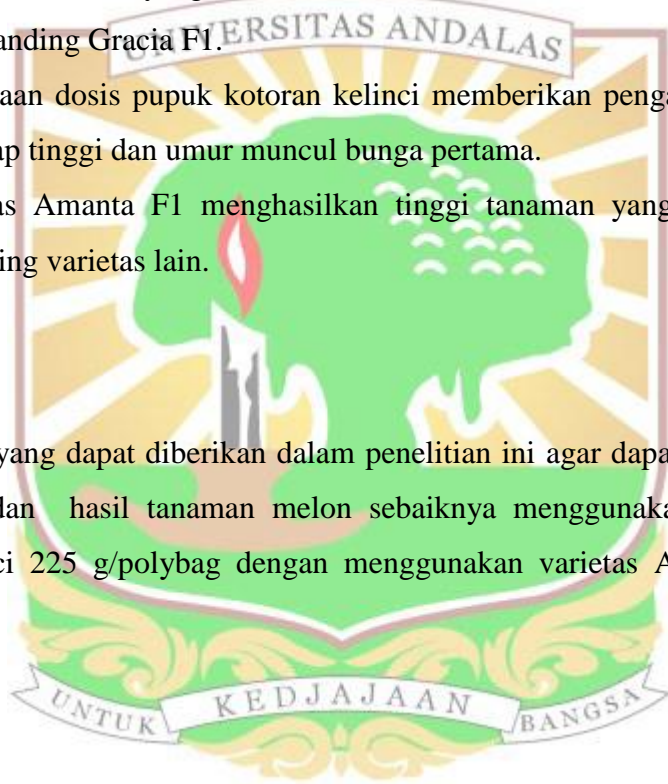 UNIVERSITAS ANDALAS
anding Gracia F1.
aan dosis pupuk kotoran kelinci memberikan penga
ap tinggi dan umur muncul bunga pertama.
as Amanta F1 menghasilkan tinggi tanaman yang
ing varietas lain.
yang dapat diberikan dalam penelitian ini agar dapa
dan hasil tanaman melon sebaiknya menggunaka
ci 225 g/polybag dengan menggunakan varietas A
UNTUK KEDJAJAAN BANGSA